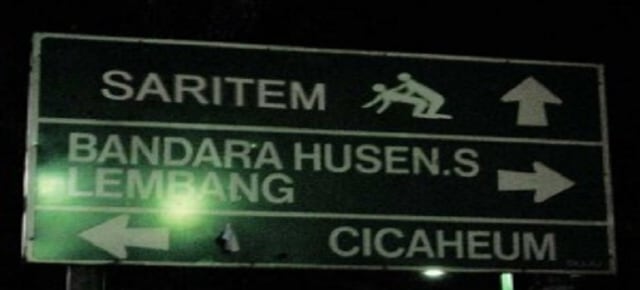 SARITEM
BANDARA HUSEN.S
LEMBANG
CICAHEUM